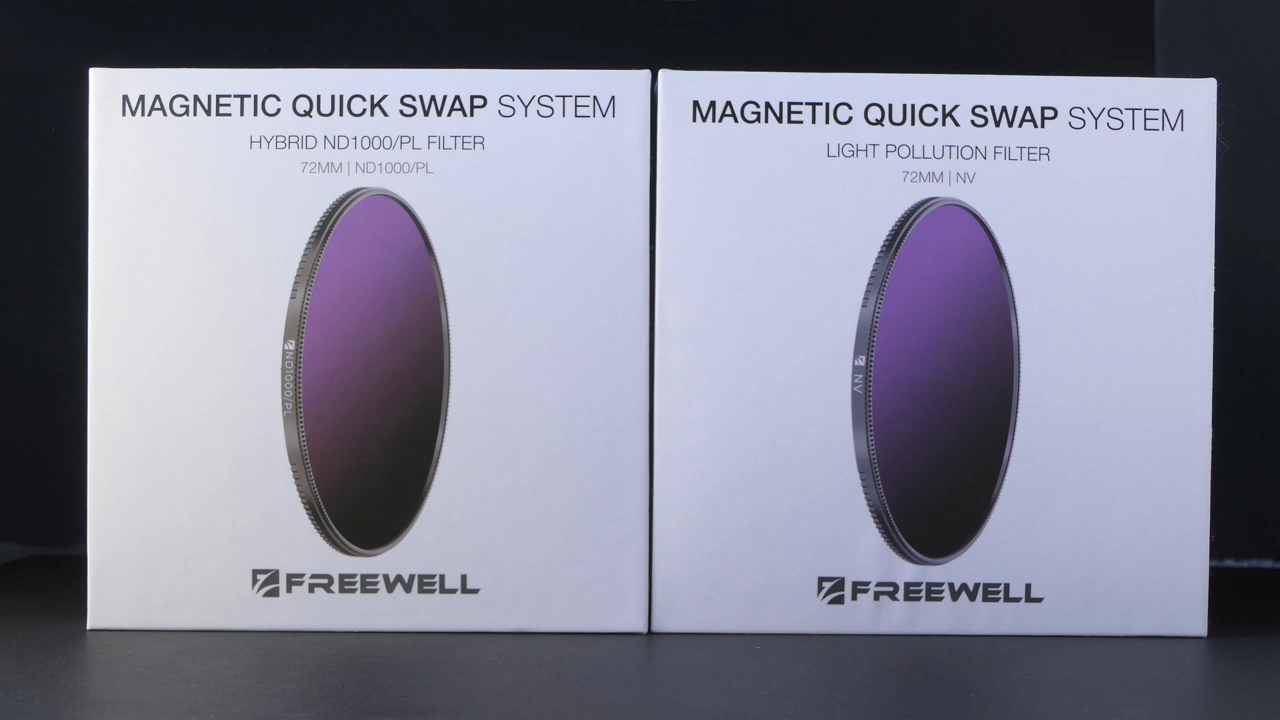 MAGNETIC QUICK SWAP SYSTEM
HYBRID ND1000/PL FILTER
72MM | ND1000/PL
ND1000/PL
FREEWELL
MAGNETIC QUICK SWAP SYSTEM
LIGHT POLLUTION FILTER
72MM | NV
NV
FREEWELL